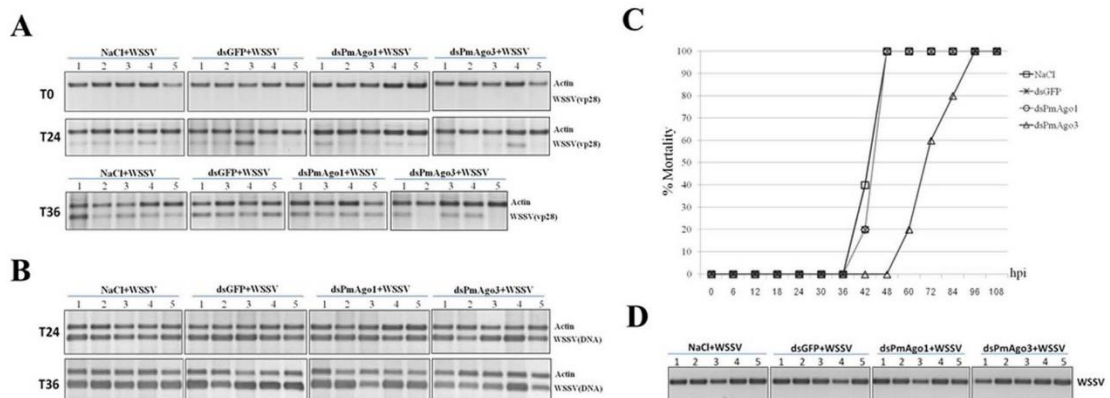 A
NaCl+WSSV dsGFP+WSSV dsPmAgo1+WSSV dsPmAgo3+WSSV
1 2 3 4 5 1 2 3 4 5 1 2 3 4 5 1 2 3 4 5
T0 Actin
WSSV(vp28)
T24 Actin
WSSV(vp28)
NaCl+WSSV dsGFP+WSSV dsPmAgo1+WSSV dsPmAgo3+WSSV
1 2 3 4 5 1 3 4 5 1 3 4 5 1 2 3 4 5
T36 Actin
WSSV(vp28)
B
NaCl+WSSV dsGFP+WSSV dsPmAgo1+WSSV dsPmAgo3+WSSV
1 2 3 4 5 1 2 3 4 5 1 2 3 4 5 1 2 3 4 5
T24 Actin
WSSV(DNA)
T36 Actin
WSSV(DNA)
C
% Mortality
100
90
80
70
60
50
40
30
20
10
0
0 6 12 18 24 30 36 42 48 60 72 84 96 108
hpi
NaCl
dsGFP
dsPmAgo1
dsPmAgo3
D
NaCl+WSSV dsGFP+WSSV dsPmAgo1+WSSV dsPmAgo3+WSSV
1 2 3 4 5 1 2 3 4 5 1 2 3 4 5 1 2 3 4 5
WSSV